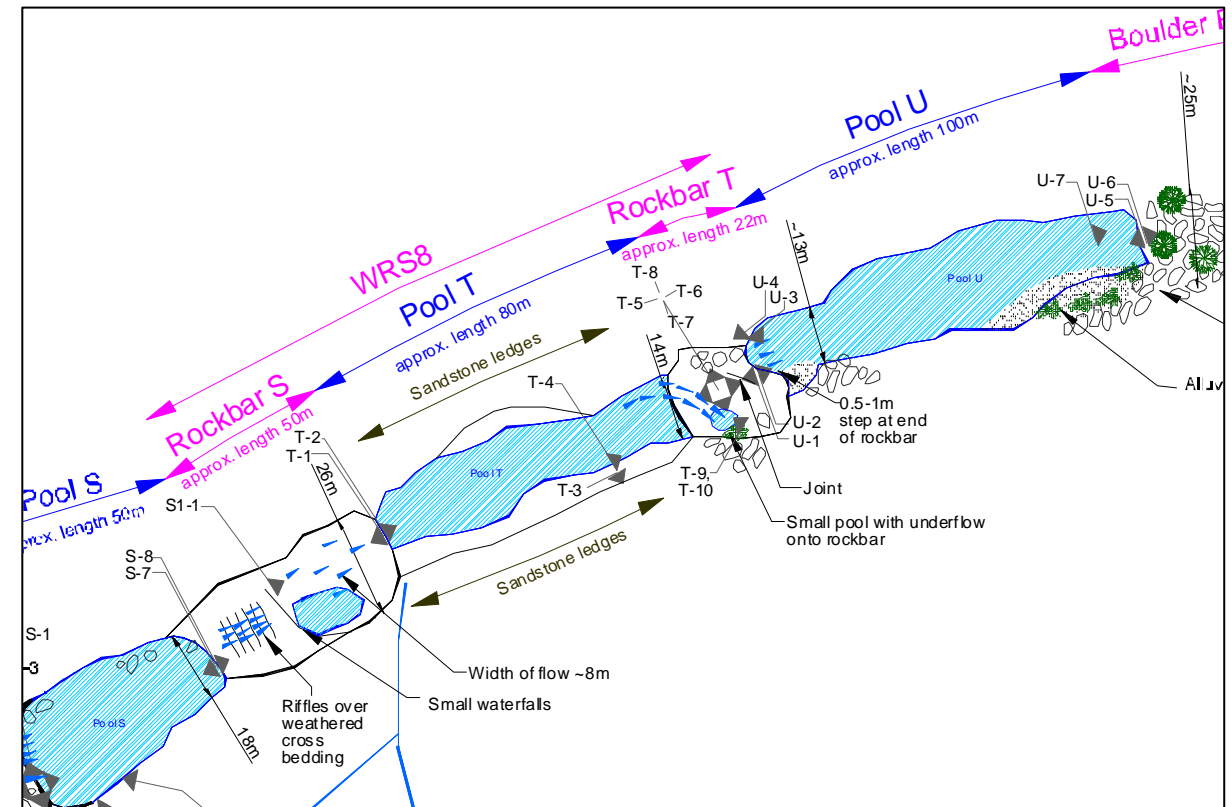 Boulder
~25m
Pool U
approx. length 100m
Rockbar T
approx. length 22m
WRS8
Pool T
approx. length 80m
Sandstone ledges
Rockbar S
approx. length 50m
Pool S
length 50m
U-7
U-6
U-5
~13m
Pool U
T-8
T-6
T-5
T-7
U-4
U-3
14m
T-4
0.5-1m
step at end
of rockbar
U-2
U-1
T-2
T-1
26m
Pool T
T-3
T-9,
T-10
Joint
Small pool with underflow
onto rockbar
S1-1
Sandstone ledges
S-8
S-7
S-1
-3
Width of flow ~8m
Small waterfalls
Riffles over
weathered
cross
bedding
18m
Pool S